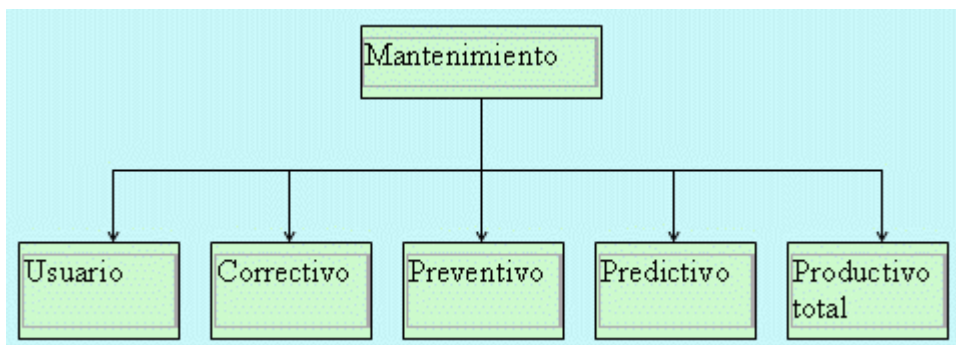 Mantenimiento
Usuario
Correctivo
Preventivo
Predictivo
Productivo
total